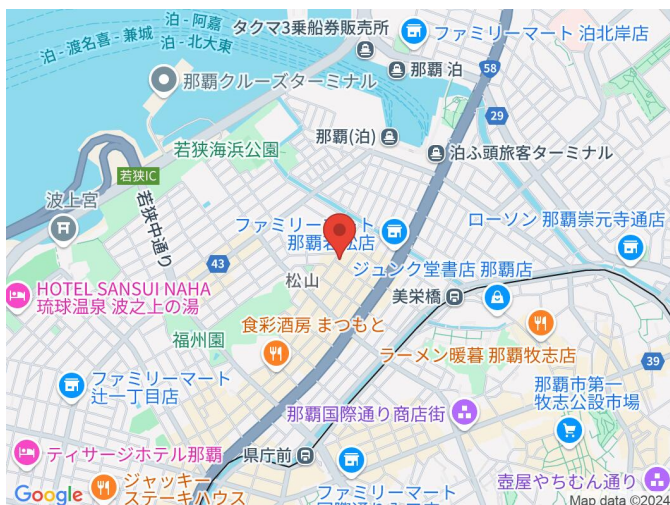 タクマ3乗船券販売所
泊 - 阿嘉
泊 - 渡名喜 - 兼城
泊 - 北大東
ファミリーマート 泊北岸店
那覇 泊
58
那覇クルーズターミナル
29
那覇(泊)
泊ふ頭旅客ターミナル
若狭海浜公園
若狭IC
波上宮
若狭中通り
ファミリーマート
那覇若松店
ローソン 那覇崇元寺通店
43
松山
ジュンク堂書店 那覇店
HOTEL SANSUI NAHA
琉球温泉 波之上の湯
美栄橋
福州園
食彩酒房 まつもと
ラーメン暖暮 那覇牧志店
39
ファミリーマート
辻一丁目店
那覇市第一
牧志公設市場
那覇国際通り商店街
ティサージホテル那覇
県庁前
壺屋やちむん通り
ジャッキー
ステーキハウス
ファミリーマート
Google
Map data ©2024